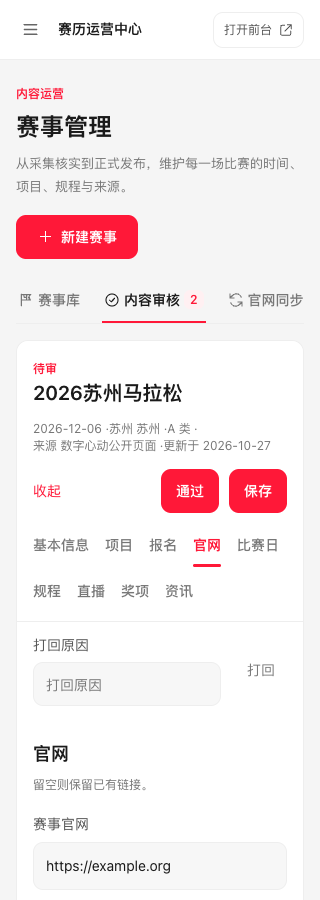 赛历运营中心
打开前台
内容运营
赛事管理
从采集核实到正式发布，维护每一场比赛的时间、
项目、规程与来源。
新建赛事
赛事库
内容审核 2
官网同步
待审
2026苏州马拉松
2026-12-06 ·苏州 苏州 ·A 类 ·
来源 数字心动公开页面 ·更新于 2026-10-27
收起
通过
保存
基本信息 项目 报名 官网 比赛日
规程 直播 奖项 资讯
打回原因
打回原因
打回
官网
留空则保留已有链接。
赛事官网
https://example.org